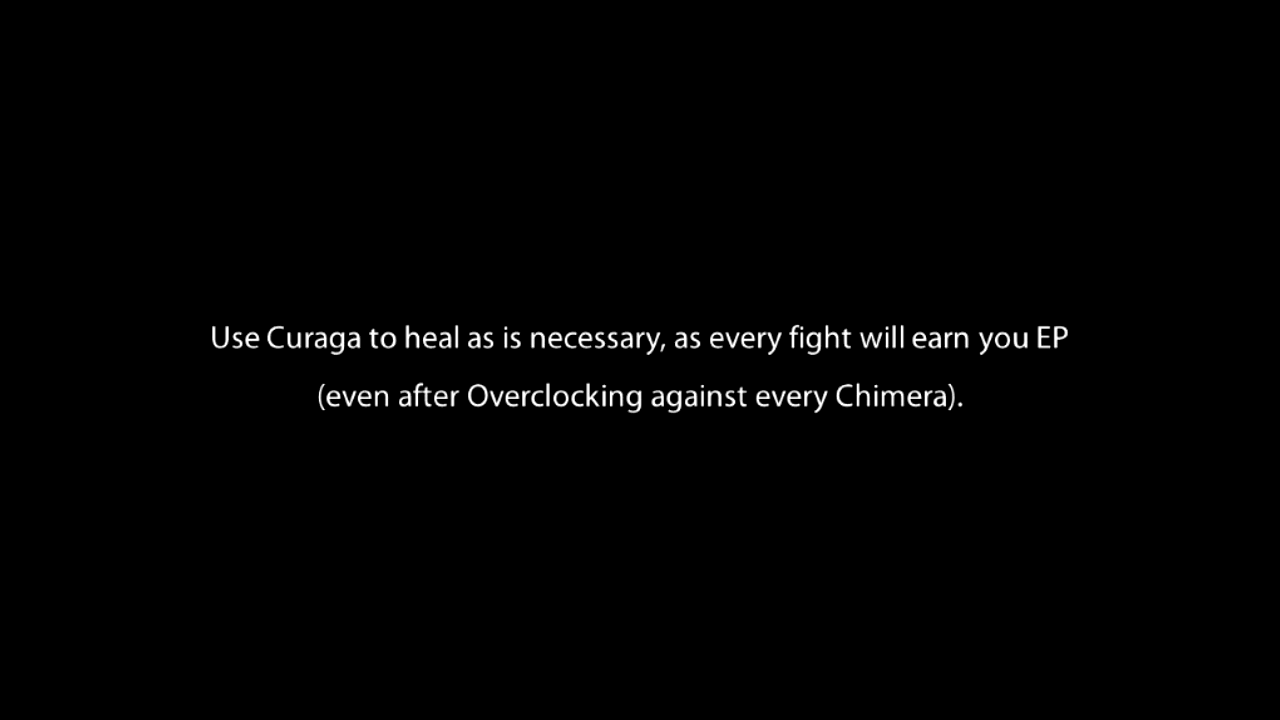 Use Curaga to heal as is necessary, as every fight will earn you EP
(even after Overclocking against every Chimera).